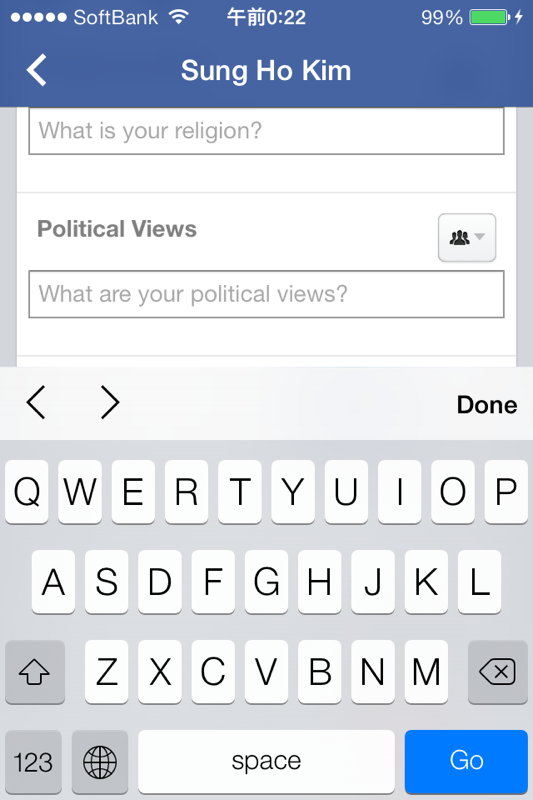 SoftBank 午前0:22 99%
Sung Ho Kim
What is your religion?
Political Views
What are your political views?
Done
Q W E R T Y U I O P
A S D F G H J K L
Z X C V B N M
123 space Go